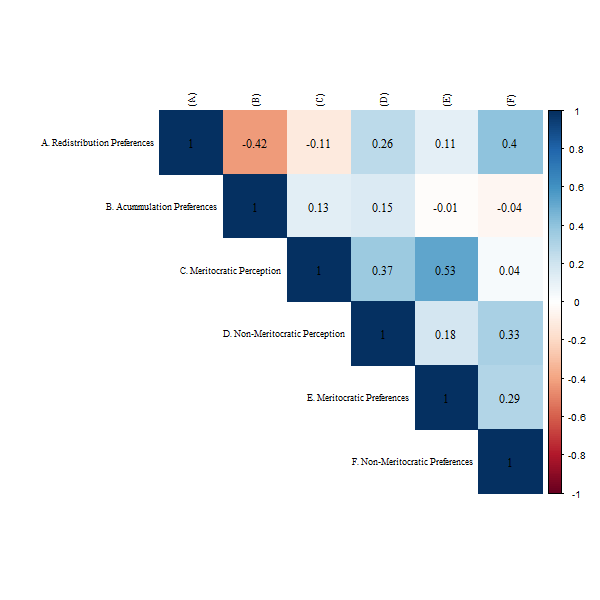 (A) (B) (C) (D) (E) (F)
A. Redistribution Preferences 1 -0.42 -0.11 0.26 0.11 0.4
B. Acummulation Preferences 1 0.13 0.15 -0.01 -0.04
C. Meritocratic Perception 1 0.37 0.53 0.04
D. Non-Meritocratic Perception 1 0.18 0.33
E. Meritocratic Preferences 1 0.29
F. Non-Meritocratic Preferences 1
1
0.8
0.6
0.4
0.2
0
-0.2
-0.4
-0.6
-0.8
-1